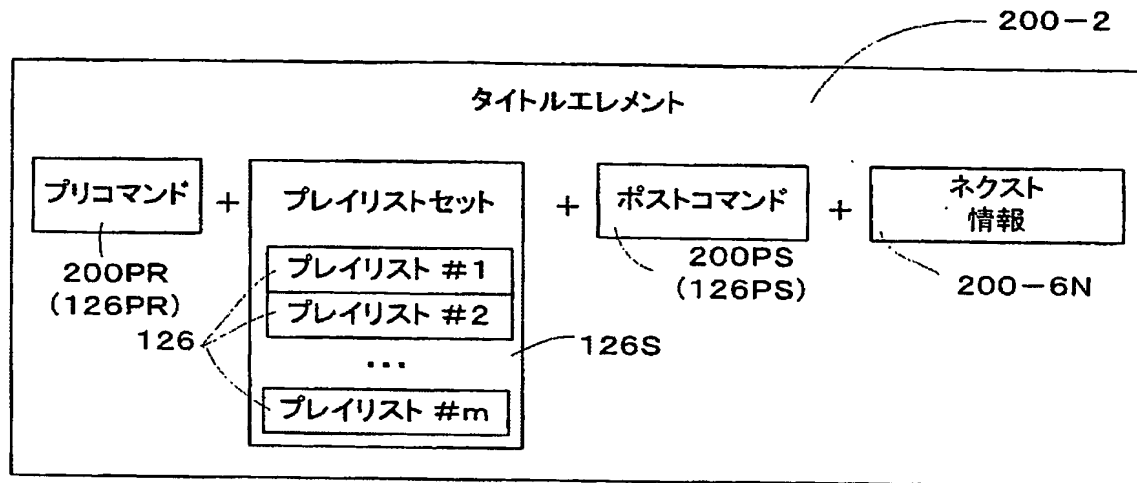 200-2
タイトルエレメント
プリコマンド
+
プレイリストセット
+
ポストコマンド
+
ネクスト
情報
200PR
(126PR)
プレイリスト #1
プレイリスト #2
...
プレイリスト #m
126
126S
200PS
(126PS)
200-6N